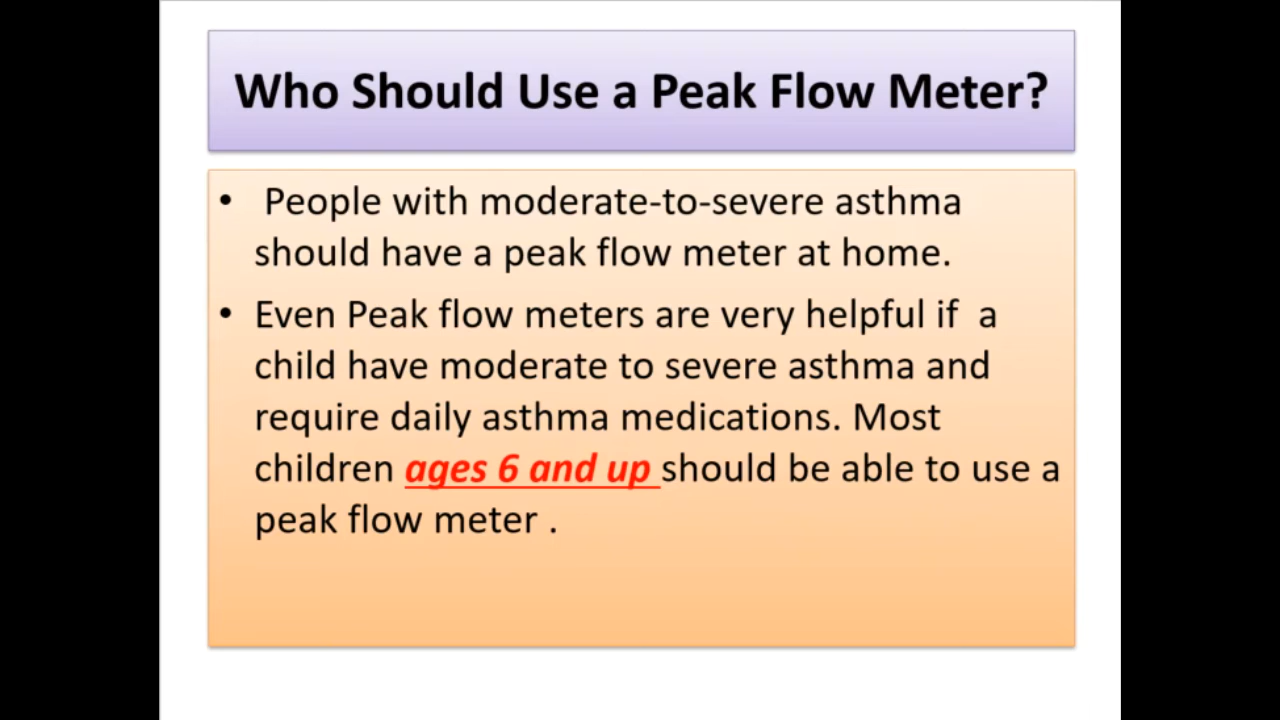 Who Should Use a Peak Flow Meter?
• People with moderate-to-severe asthma
should have a peak flow meter at home.
• Even Peak flow meters are very helpful if  a
child have moderate to severe asthma and
require daily asthma medications. Most
children ages 6 and up should be able to use a
peak flow meter .